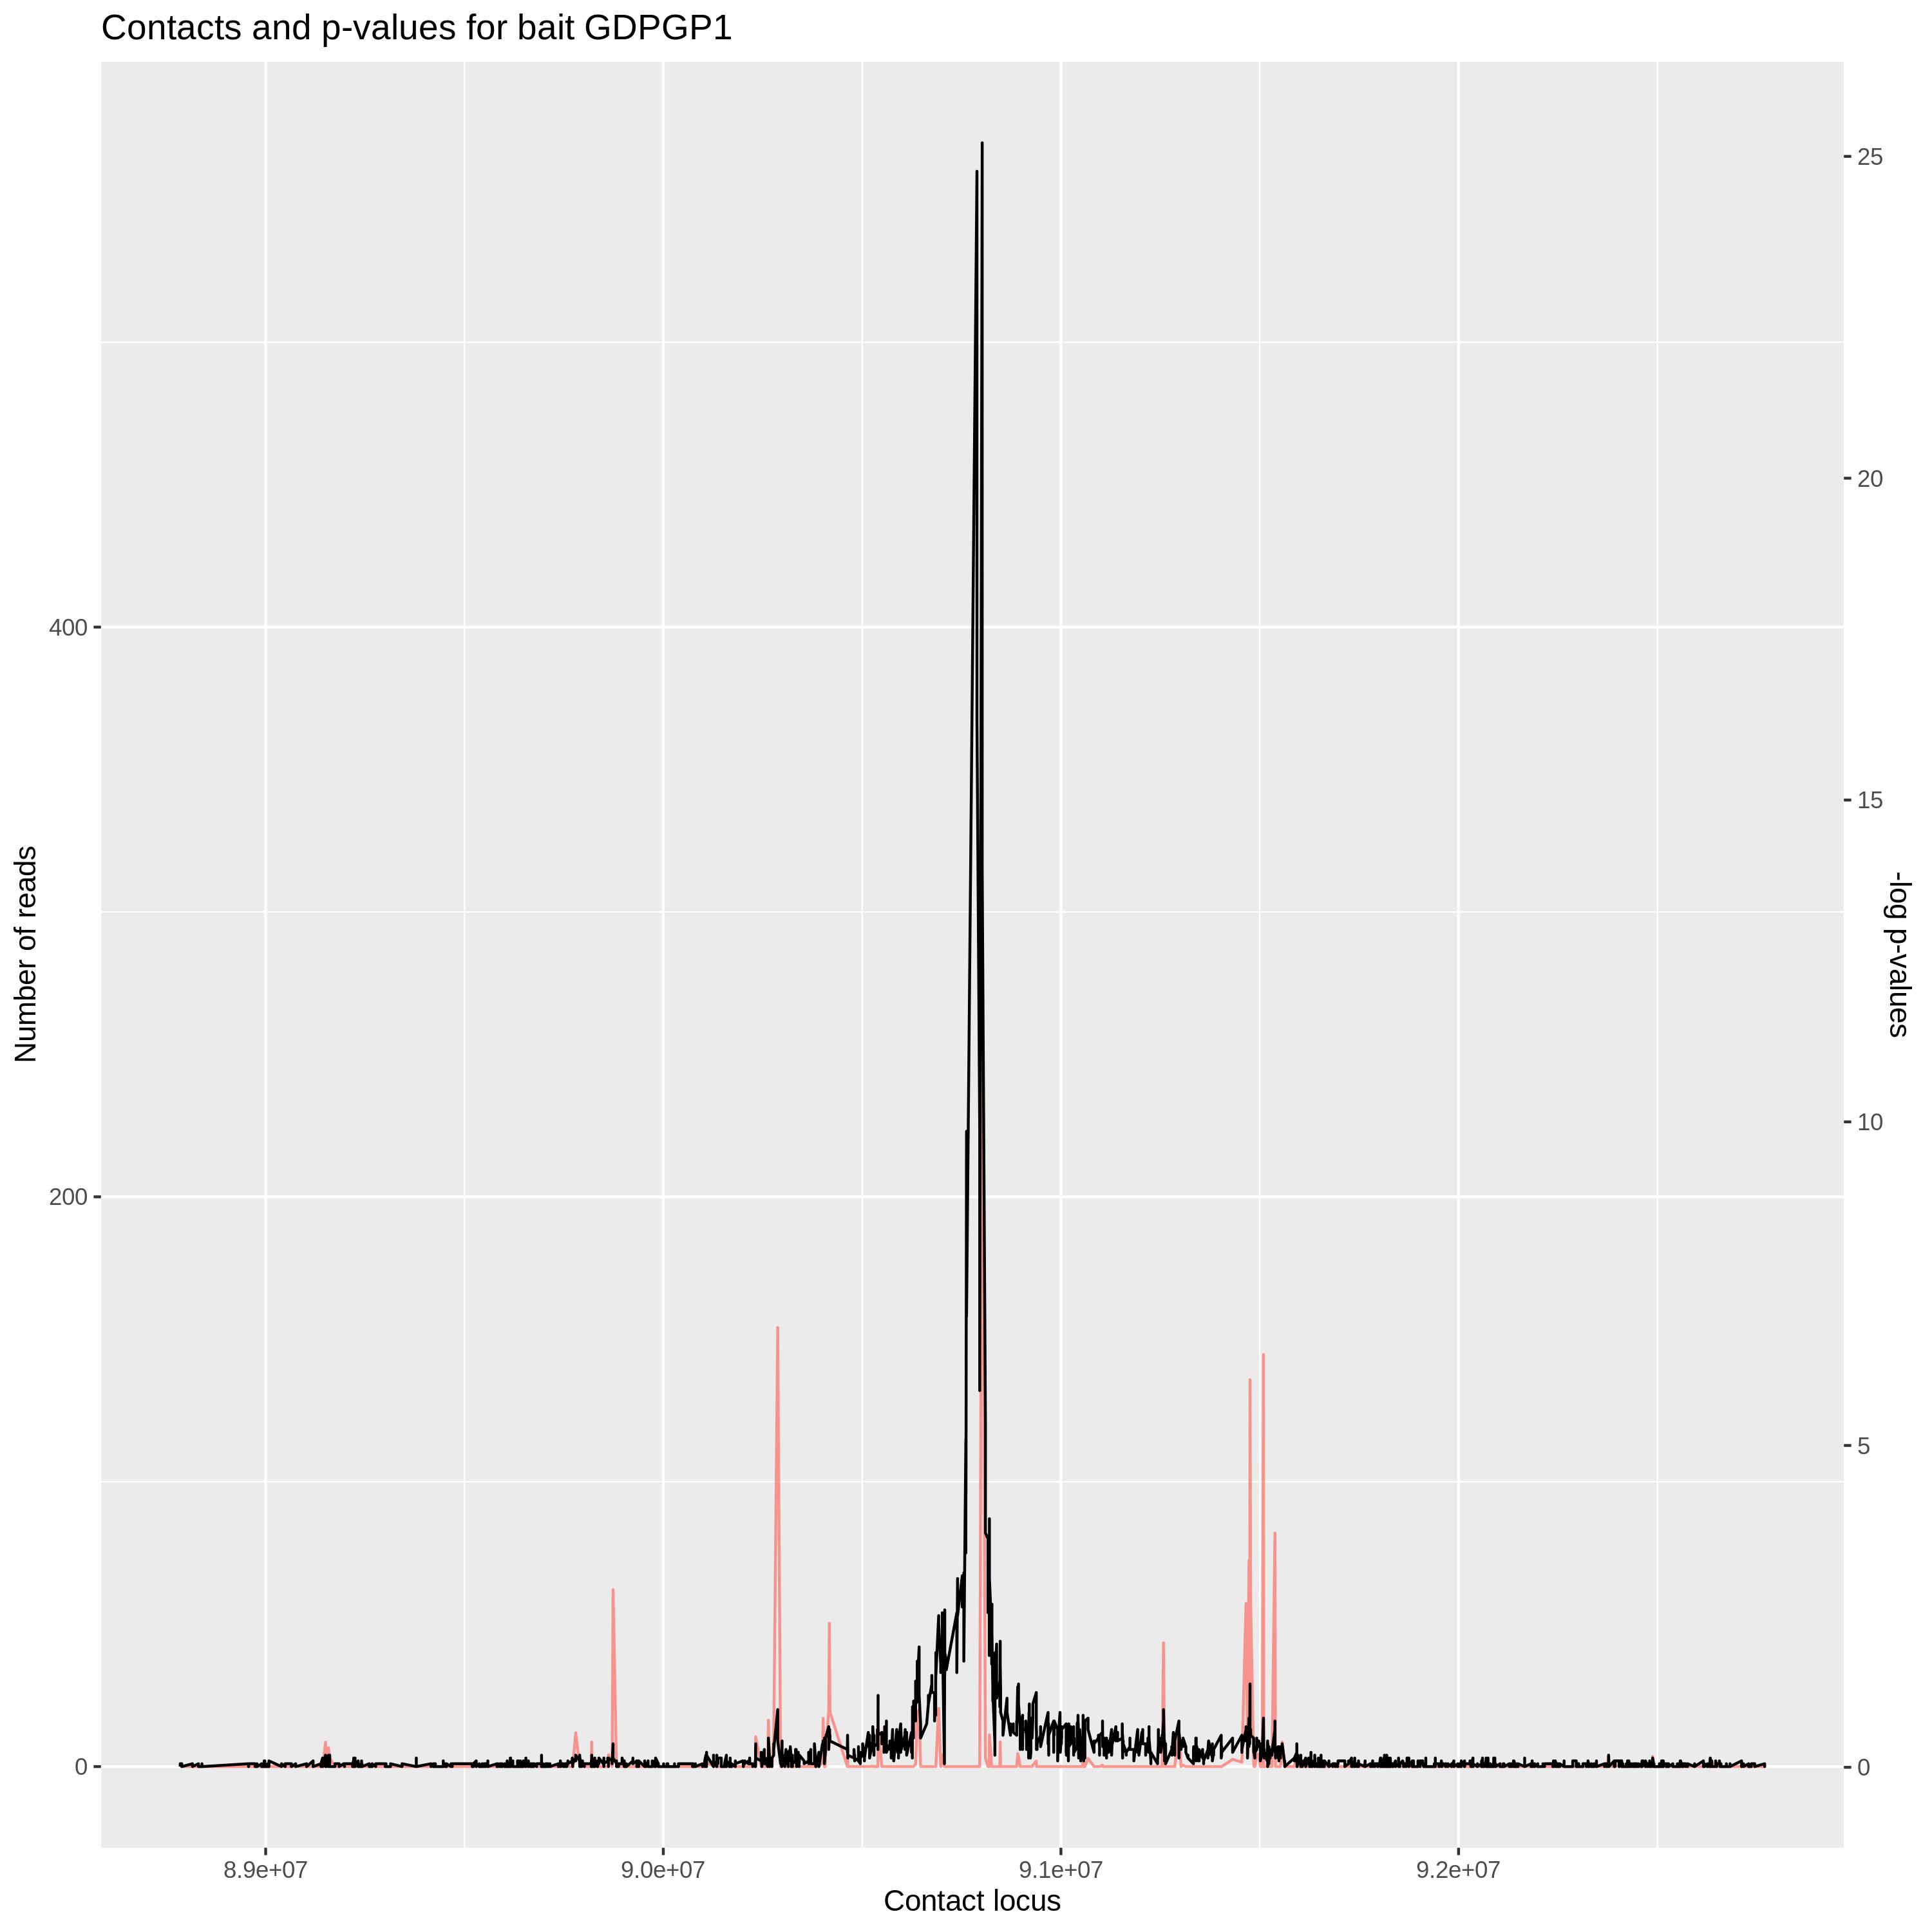 Contacts and p-values for bait GDPGP1
400
200
0
Number of reads
25
20
15
10
5
0
-log p-values
8.9e+07 9.0e+07 9.1e+07 9.2e+07
Contact locus